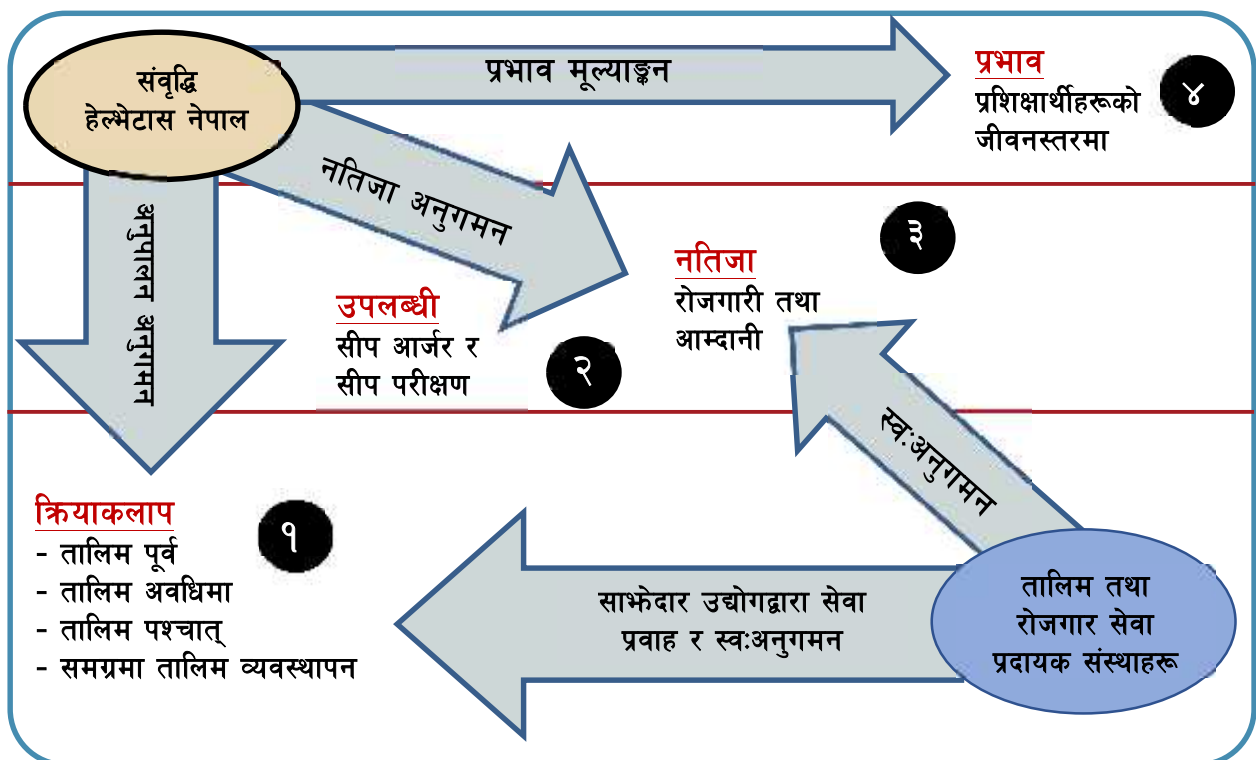 संवृद्धि
हेल्भेटास नेपाल
प्रभाव मूल्याङ्कन
प्रभाव
प्रशिक्षार्थीहरूको
जीवनस्तरमा
४
नतिजा अनुगमन
अनुपालन अनुगमन
३
नतिजा
रोजगारी तथा
आम्दानी
उपलब्धी
सीप आर्जर र
सीप परीक्षण
२
स्वःअनुगमन
क्रियाकलाप
- तालिम पूर्व
- तालिम अवधिमा
- तालिम पश्चात्
- समग्रमा तालिम व्यवस्थापन
१
साझेदार उद्योगद्वारा सेवा
प्रवाह र स्वःअनुगमन
तालिम तथा
रोजगार सेवा
प्रदायक संस्थाहरू